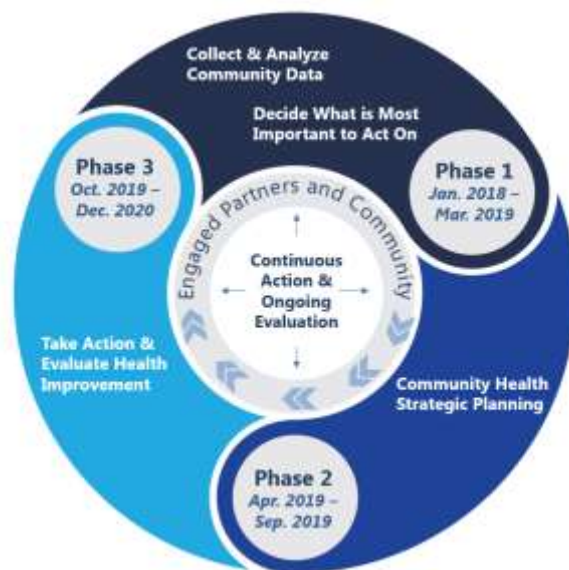 Collect & Analyze
Community Data
Decide What is Most
Important to Act On
Phase 1
Jan. 2018 –
Mar. 2019
Phase 3
Oct. 2019 –
Dec. 2020
Engaged Partners and Community
Continuous
Action &
Ongoing
Evaluation
Take Action &
Evaluate Health
Improvement
Community Health
Strategic Planning
Phase 2
Apr. 2019 –
Sep. 2019